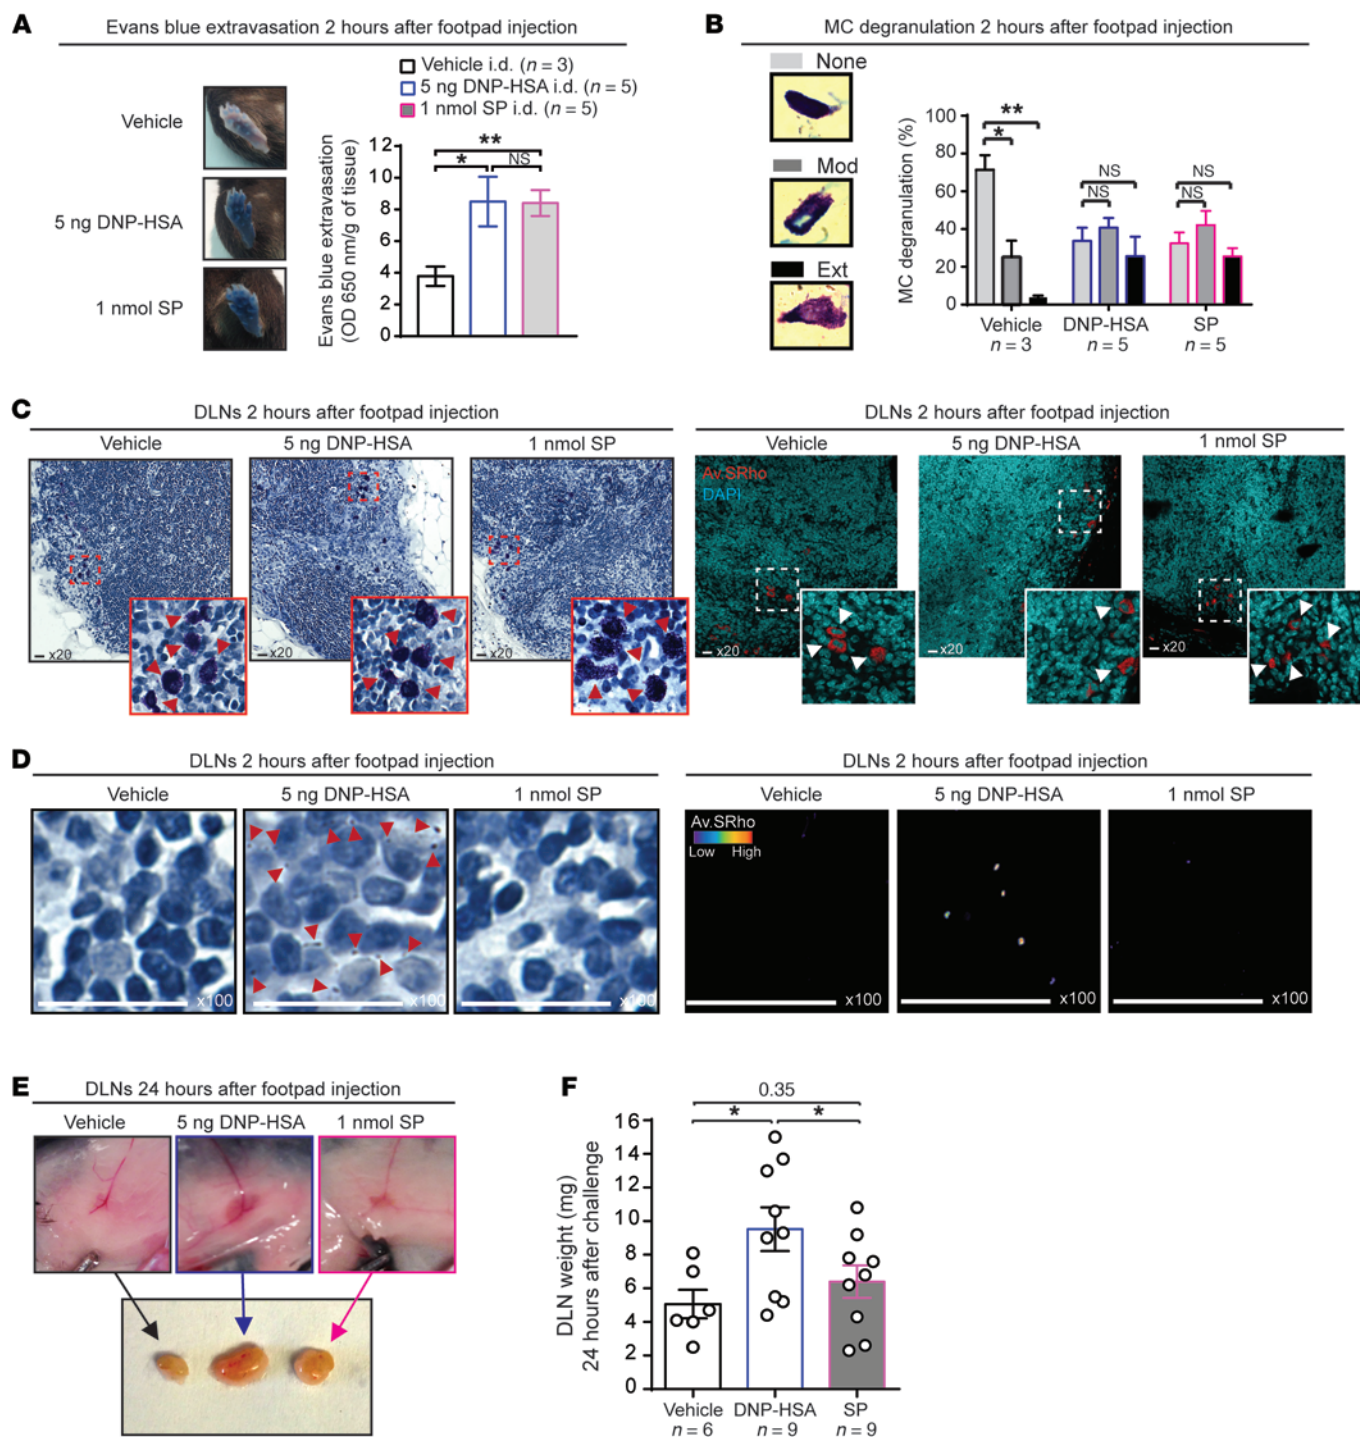 A
Evans blue extravasation 2 hours after footpad injection
Vehicle i.d. (n = 3)
5 ng DNP-HSA i.d. (n = 5)
1 nmol SP i.d. (n = 5)
Vehicle
5 ng DNP-HSA
1 nmol SP
Evans blue extravasation
(OD 650 nm/g of tissue)
12
10
8
6
4
2
0
**
*
NS
B
MC degranulation 2 hours after footpad injection
None
Mod
Ext
MC degranulation (%)
100
80
60
40
20
0
**
*
NS
NS
NS
NS
Vehicle DNP-HSA SP
n = 3 n = 5 n = 5
C
DLNs 2 hours after footpad injection
Vehicle 5 ng DNP-HSA 1 nmol SP
x20 x20 x20
DLNs 2 hours after footpad injection
Vehicle 5 ng DNP-HSA 1 nmol SP
Av.SRho
DAPI
x20 x20 x20
D
DLNs 2 hours after footpad injection
Vehicle 5 ng DNP-HSA 1 nmol SP
x100 x100 x100
DLNs 2 hours after footpad injection
Vehicle 5 ng DNP-HSA 1 nmol SP
Av.SRho
Low High
x100 x100 x100
E
DLNs 24 hours after footpad injection
Vehicle 5 ng DNP-HSA 1 nmol SP
F
0.35
* *
DLN weight (mg)
24 hours after challenge
16
14
12
10
8
6
4
2
0
Vehicle DNP-HSA SP
n = 6 n = 9 n = 9